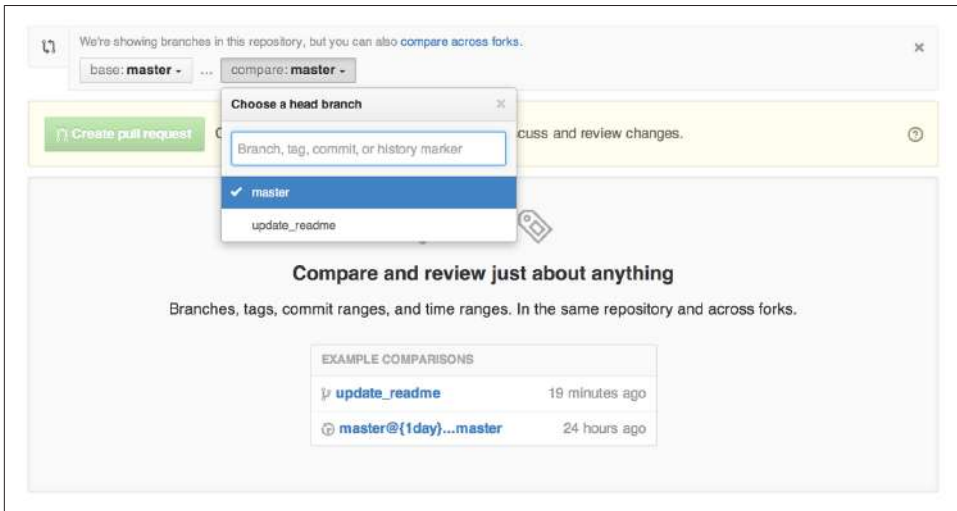 We're showing branches in this repository, but you can also compare across forks.
base: master ... compare: master
Choose a head branch
Create pull request
Branch, tag, commit, or history marker
cuss and review changes.
master
update_readme
Compare and review just about anything
Branches, tags, commit ranges, and time ranges. In the same repository and across forks.
EXAMPLE COMPARISONS
update_readme 19 minutes ago
master@{1day}...master 24 hours ago